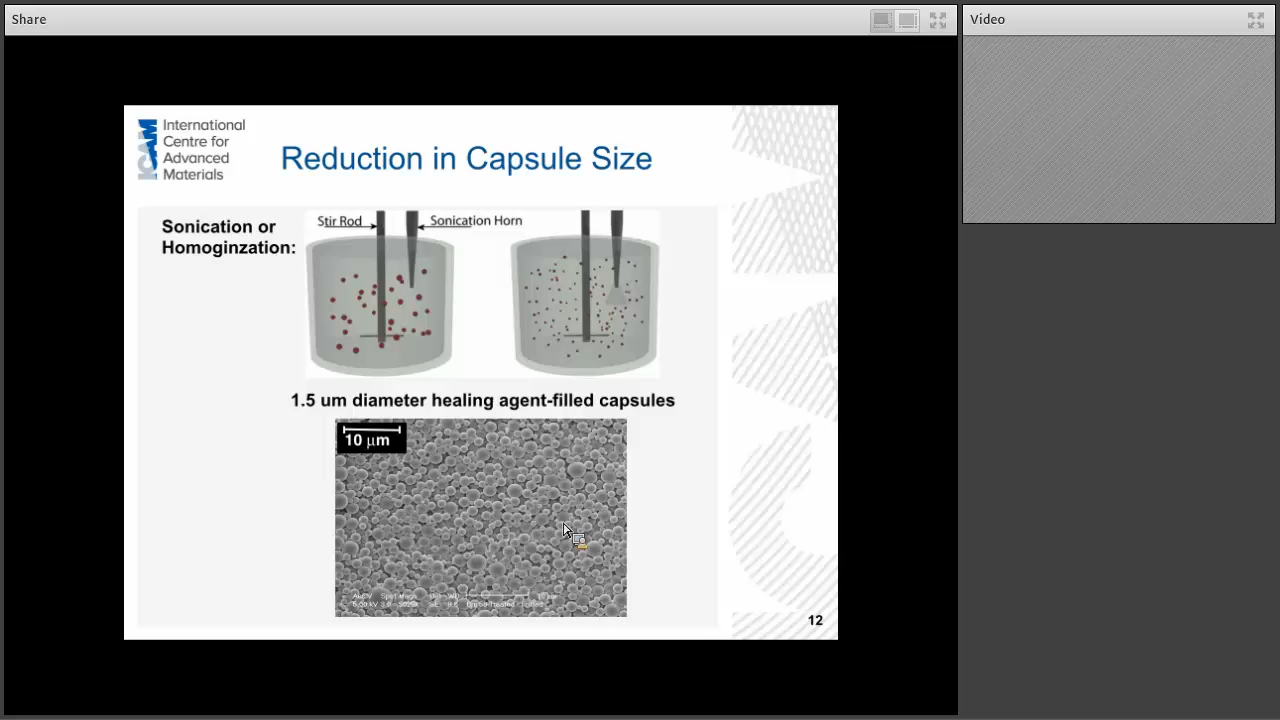 Share
Video
ICAM
International
Centre for
Advanced
Materials
Reduction in Capsule Size
Sonication or
Homoginzation:
Stir Rod
Sonication Horn
1.5 um diameter healing agent-filled capsules
10 μm
12